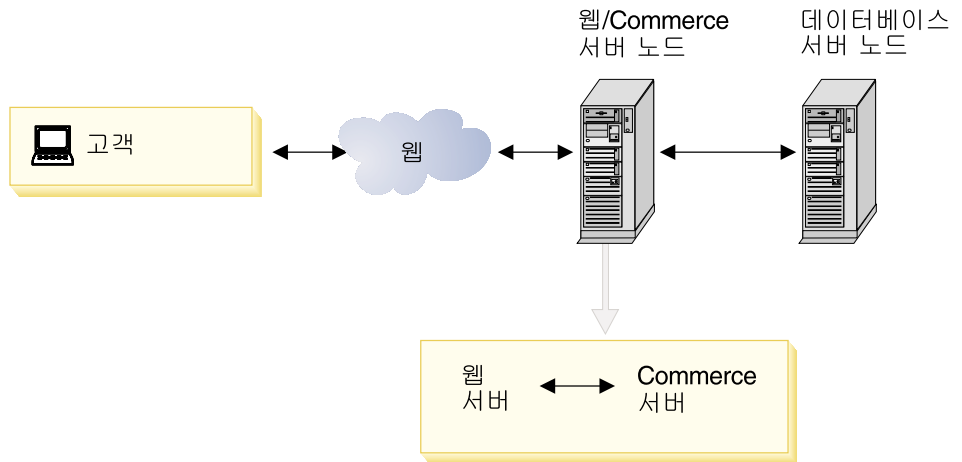 웹/Commerce
서버 노드
데이터베이스
서버 노드
고객
웹
웹
서버
Commerce
서버